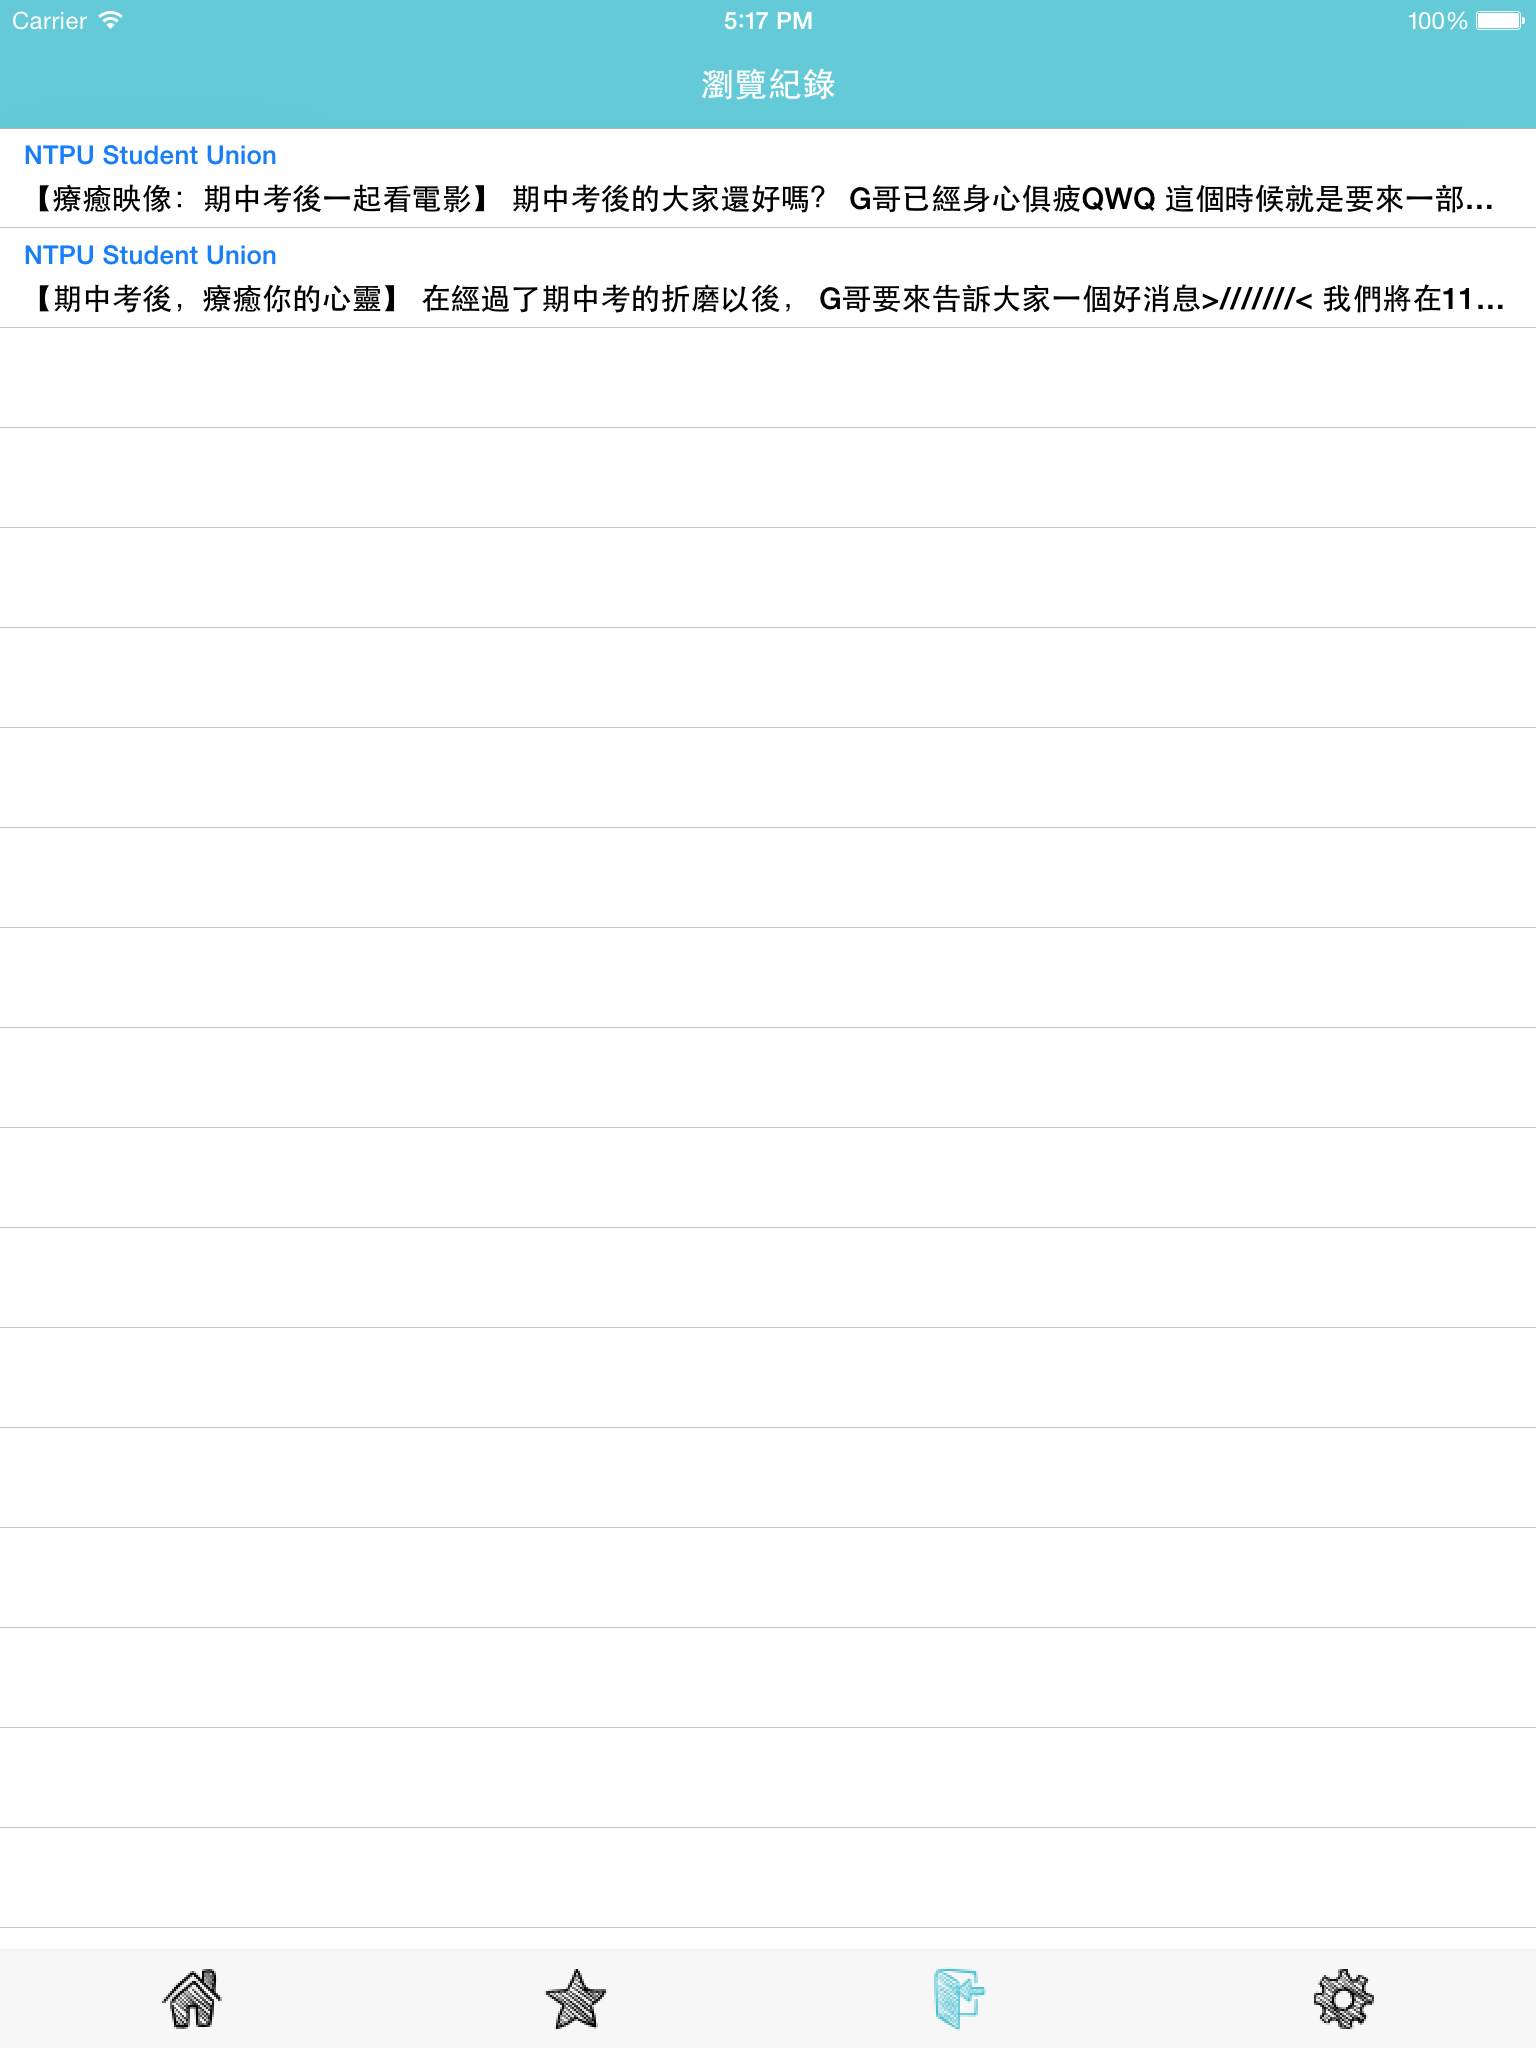 Carrier 5:17 PM 100%
瀏覽紀錄
NTPU Student Union
【療癒映像：期中考後一起看電影】 期中考後的大家還好嗎？ G哥已經身心俱疲QWQ 這個時候就是要來一部...
NTPU Student Union
【期中考後，療癒你的心靈】 在經過了期中考的折磨以後， G哥要來告訴大家一個好消息>///////< 我們將在11...